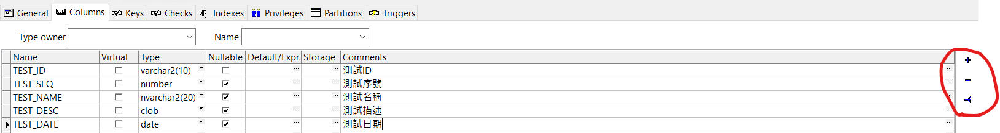 General Columns Keys Checks Indexes Privileges Partitions Triggers
Type owner Name
Name Virtual Type Nullable Default/Expr. Storage Comments
TEST_ID varchar2(10) ... ... 測試ID ...
TEST_SEQ number ... ... 測試序號 ...
TEST_NAME nvarchar2(20) ... ... 測試名稱 ...
TEST_DESC clob ... ... 測試描述 ...
TEST_DATE date ... ... 測試日期 ...